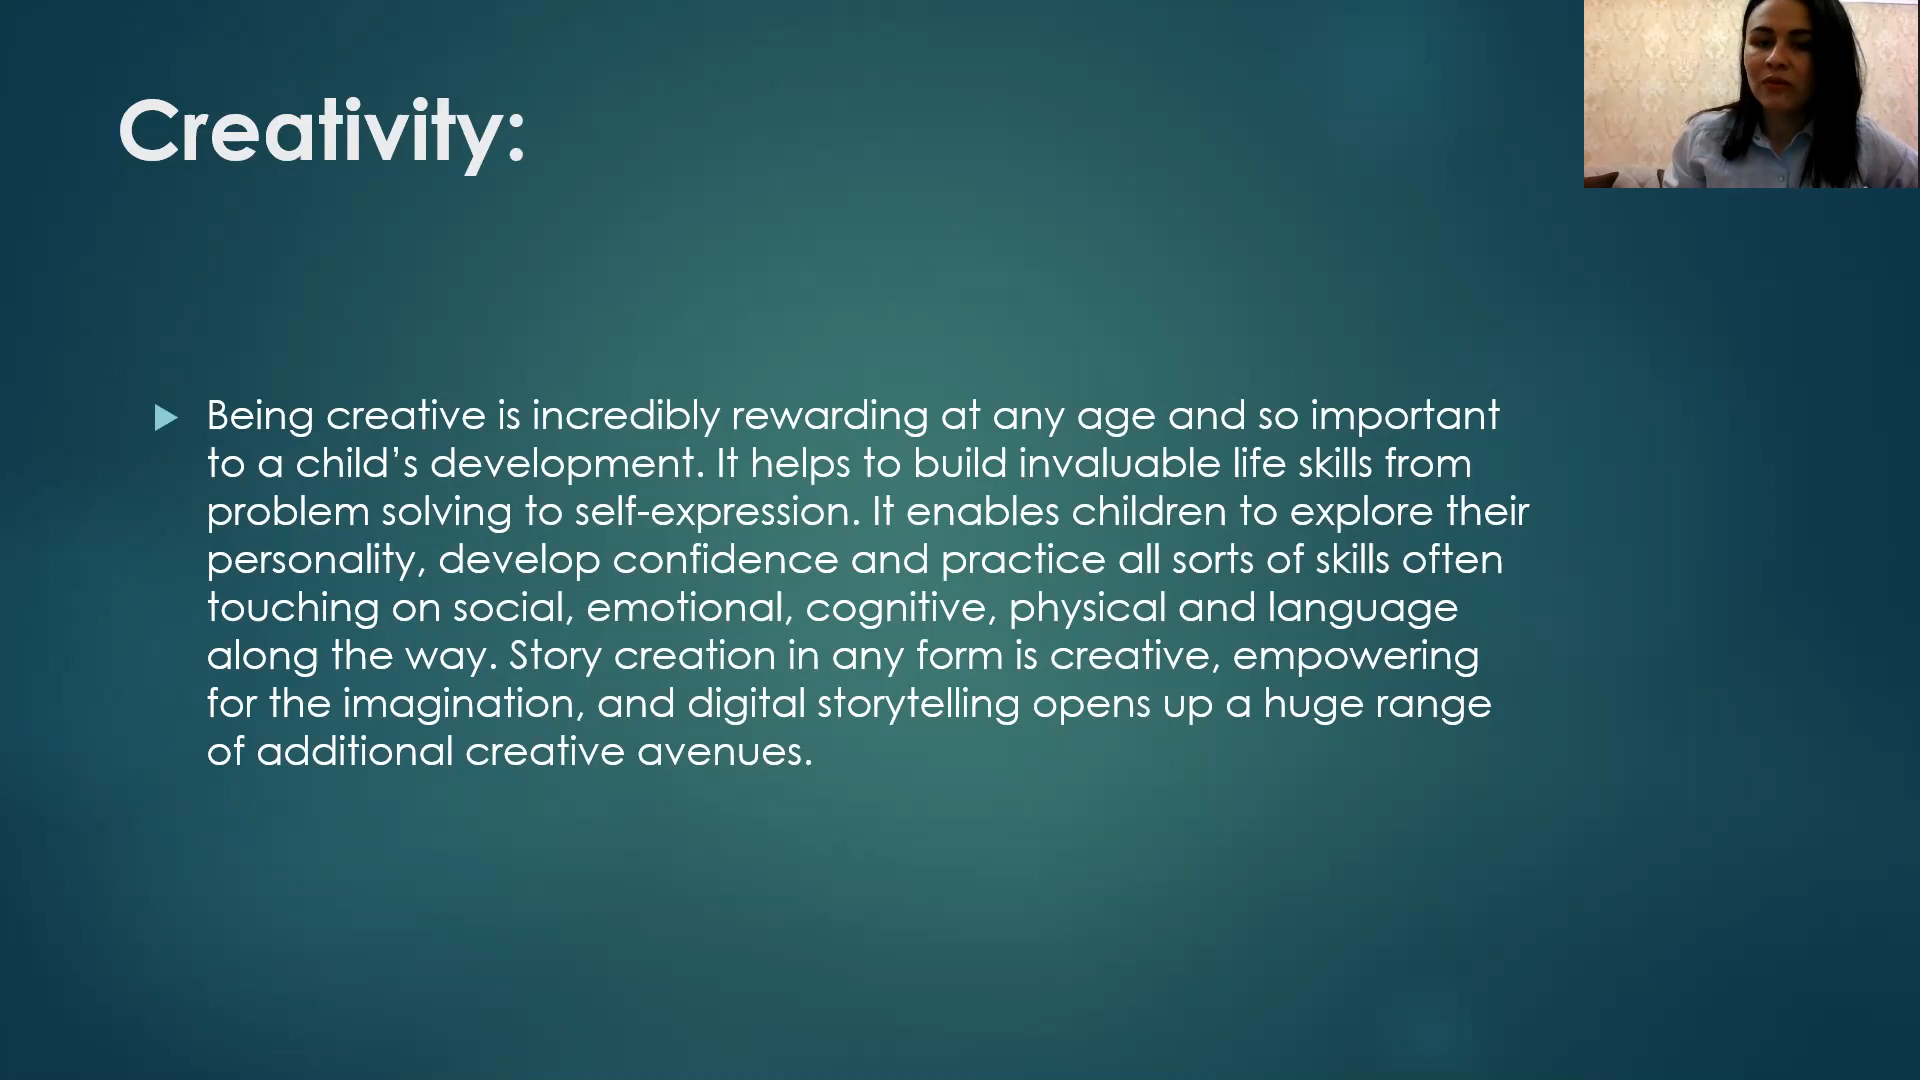 Creativity:
Being creative is incredibly rewarding at any age and so important
to a child’s development. It helps to build invaluable life skills from
problem solving to self-expression. It enables children to explore their
personality, develop confidence and practice all sorts of skills often
touching on social, emotional, cognitive, physical and language
along the way. Story creation in any form is creative, empowering
for the imagination, and digital storytelling opens up a huge range
of additional creative avenues.